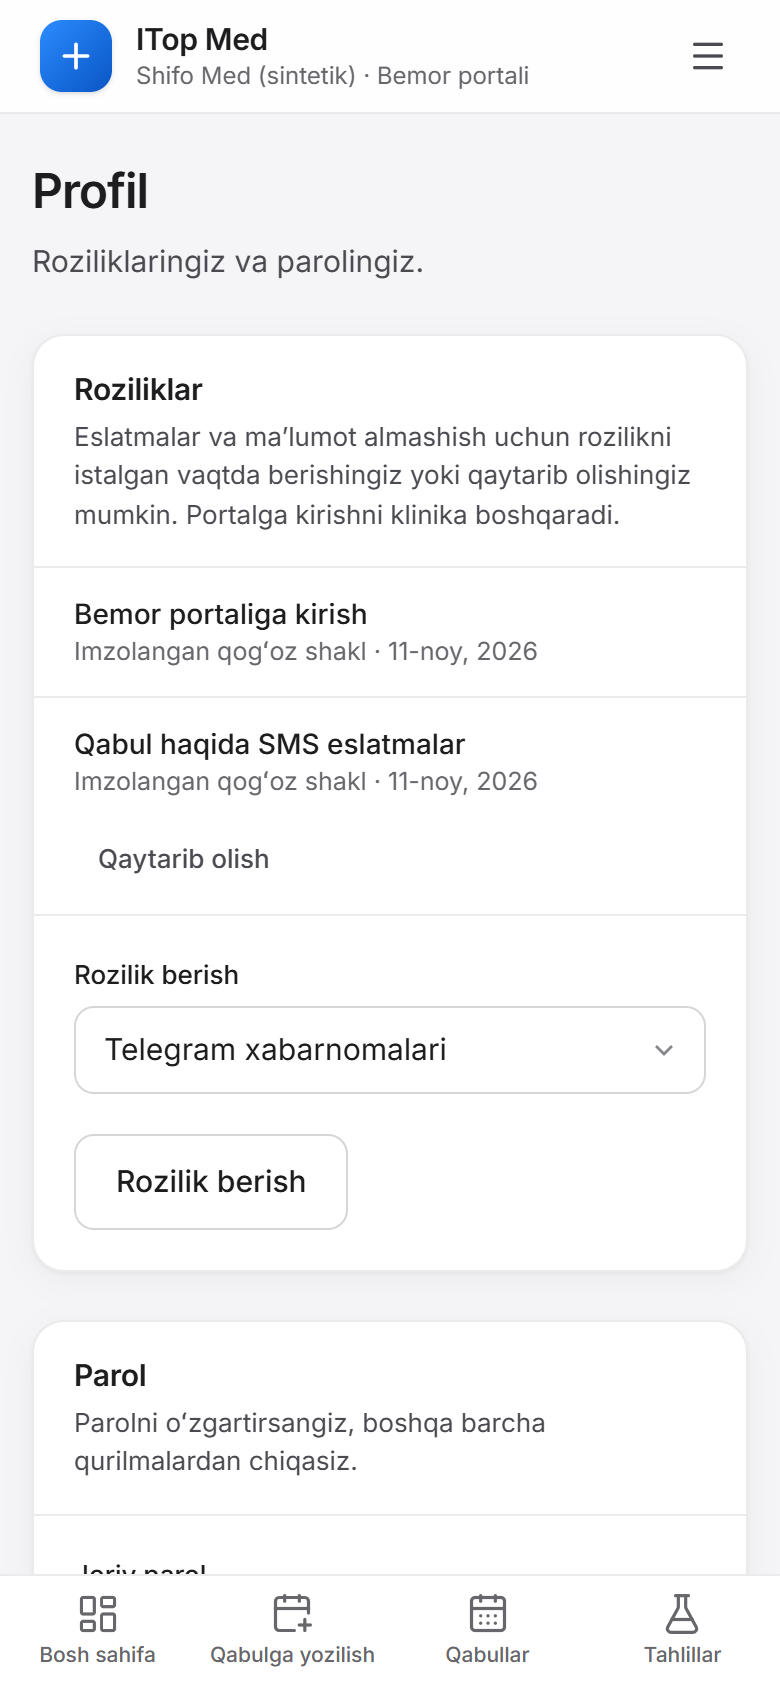 ITop Med
Shifo Med (sintetik) · Bemor portali
Profil
Roziliklaringiz va parolingiz.
Roziliklar
Eslatmalar va maʼlumot almashish uchun rozilikni
istalgan vaqtda berishingiz yoki qaytarib olishingiz
mumkin. Portalga kirishni klinika boshqaradi.
Bemor portaliga kirish
Imzolangan qogʻoz shakl · 11-noy, 2026
Qabul haqida SMS eslatmalar
Imzolangan qogʻoz shakl · 11-noy, 2026
Qaytarib olish
Rozilik berish
Telegram xabarnomalari
Rozilik berish
Parol
Parolni oʻzgartirsangiz, boshqa barcha
qurilmalardan chiqasiz.
Joriy parol
Bosh sahifa
Qabulga yozilish
Qabullar
Tahlillar